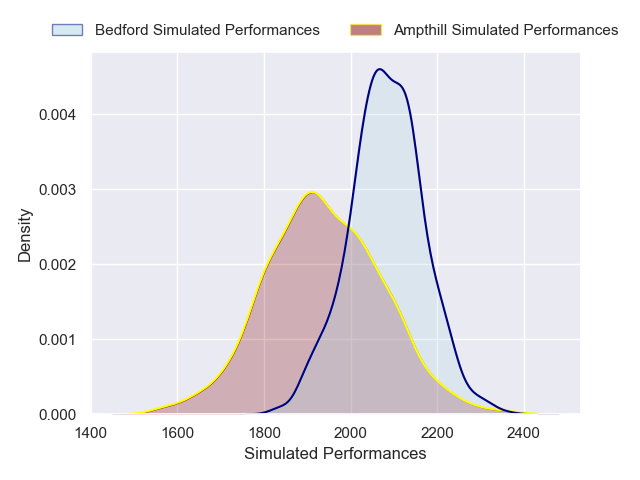 Bedford Simulated Performances Ampthill Simulated Performances
0.004
0.003
0.002
0.001
0.000
Density
1400 1600 1800 2000 2200 2400
Simulated Performances